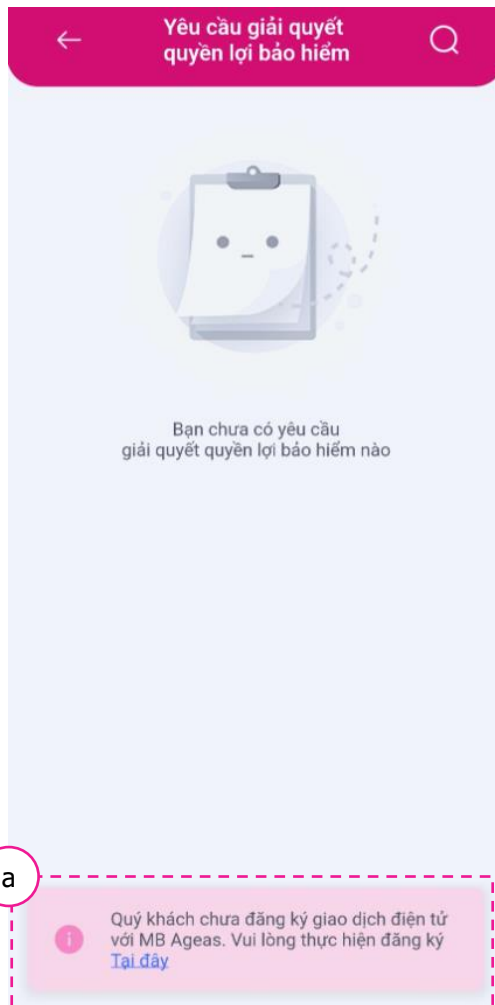 Yêu cầu giải quyết
quyền lợi bảo hiểm
Bạn chưa có yêu cầu
giải quyết quyền lợi bảo hiểm nào
a
Quý khách chưa đăng ký giao dịch điện tử
với MB Ageas. Vui lòng thực hiện đăng ký
Tại đây